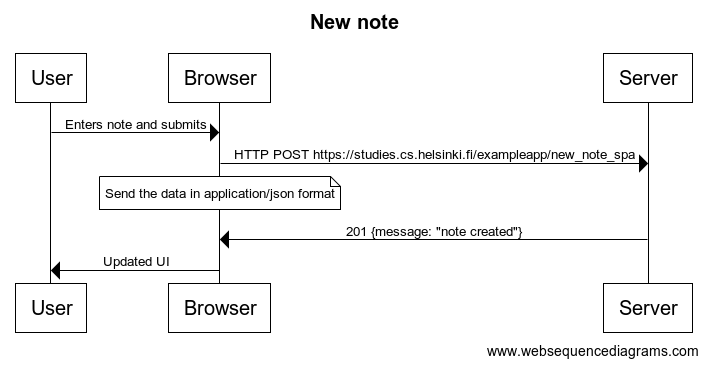 New note
User Browser Server
Enters note and submits
HTTP POST https://studies.cs.helsinki.fi/exampleapp/new_note_spa
Send the data in application/json format
201 {message: "note created"}
Updated UI
User Browser Server
www.websequencediagrams.com